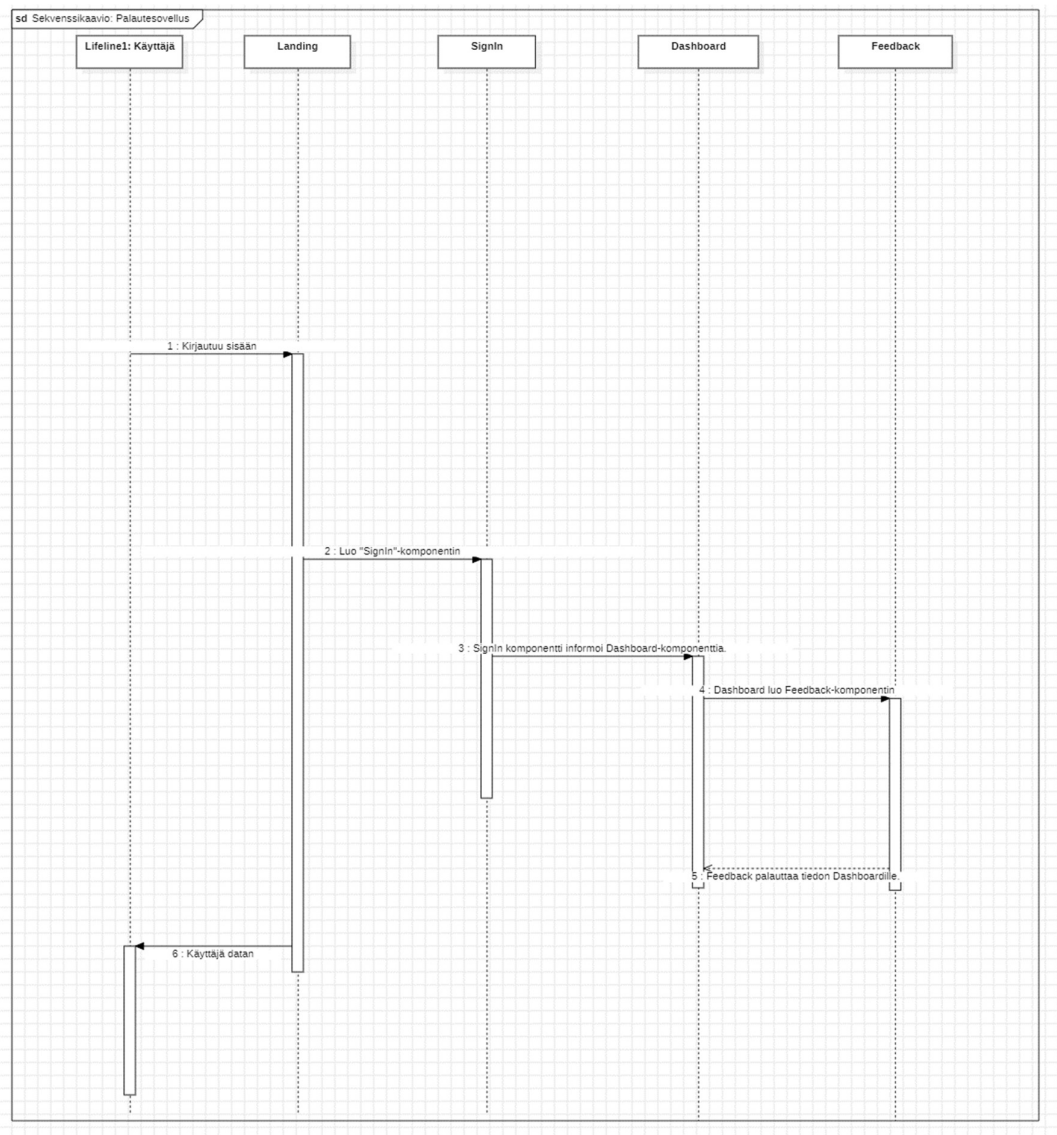 sd Sekvenssikaavio: Palautesovellus
Lifeline1: Käyttäjä
Landing
SignIn
Dashboard
Feedback
1 : Kirjautuu sisään
2 : Luo "SignIn"-komponentin
3 : SignIn komponentti informoi Dashboard-komponenttia.
4 : Dashboard luo Feedback-komponentin
5 : Feedback palauttaa tiedon Dashboardille.
6 : Käyttäjä datan